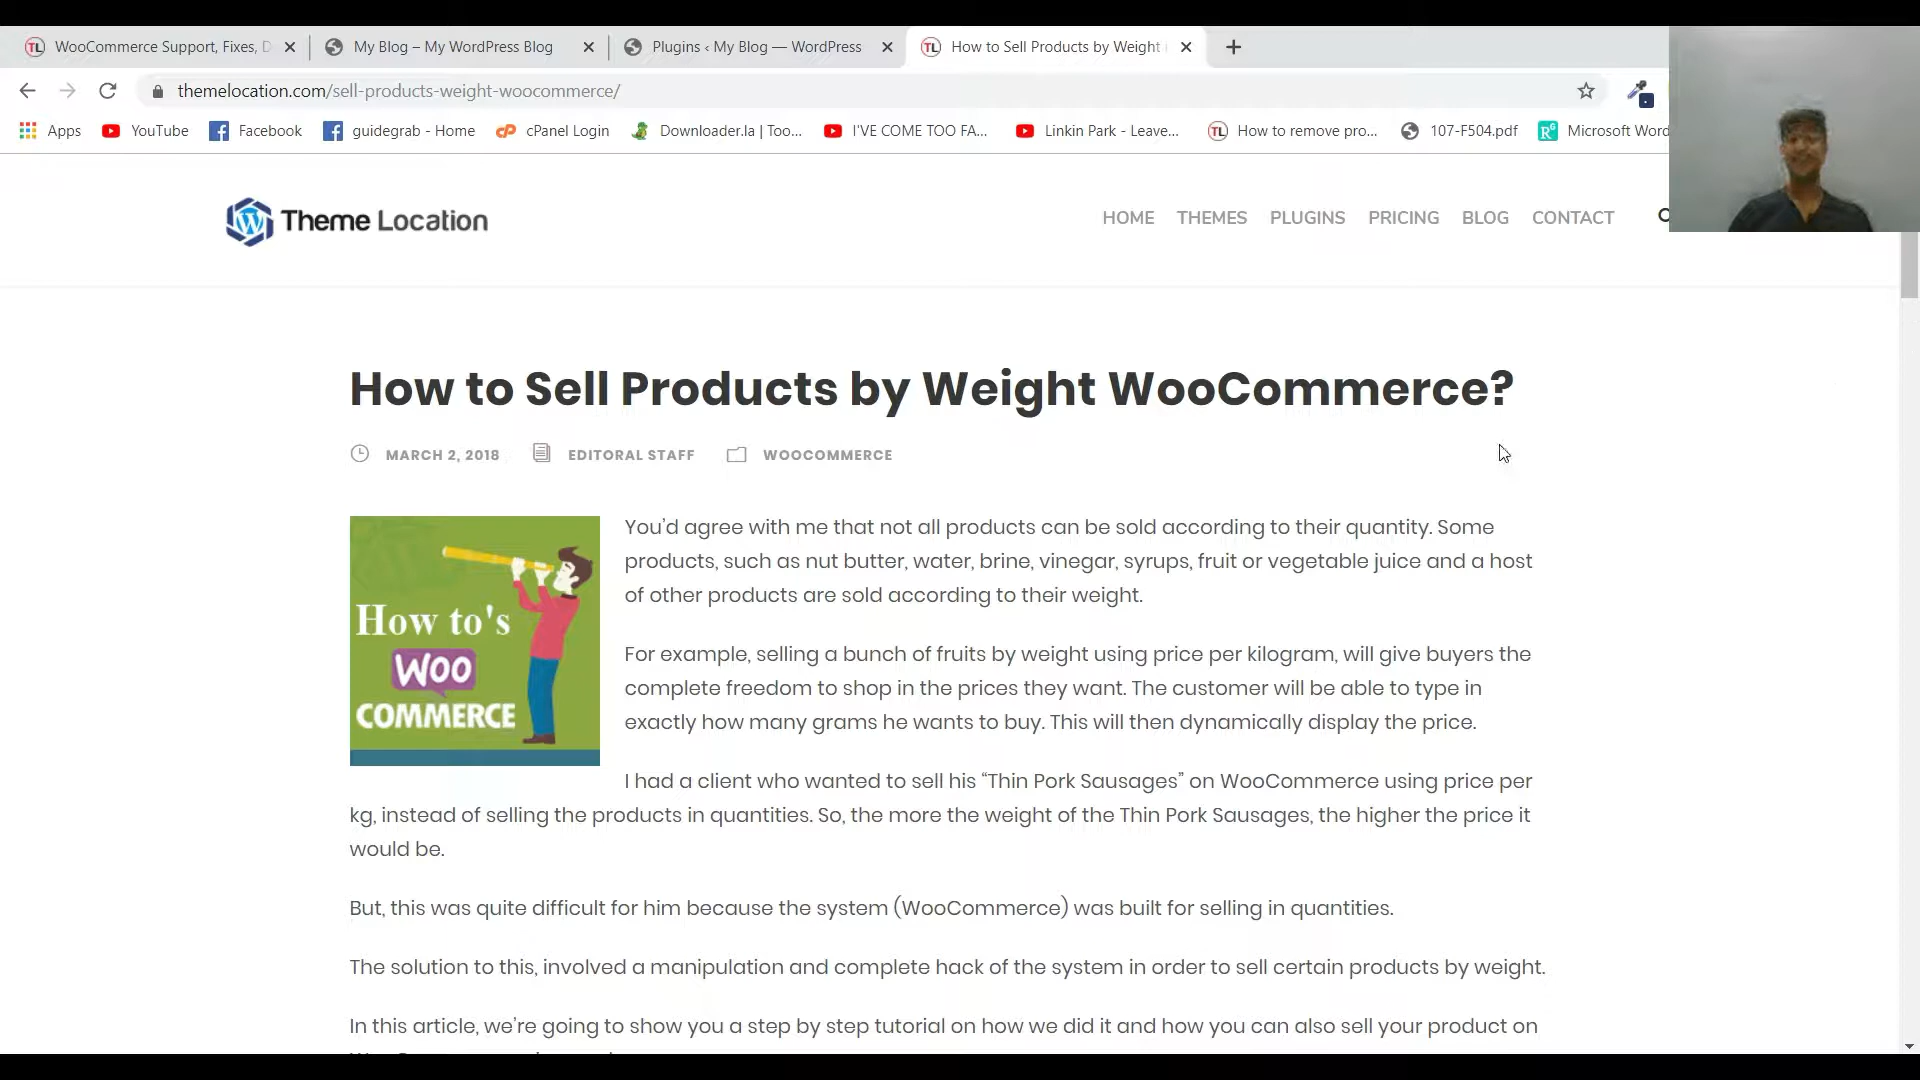 WooCommerce Support, Fixes, D
My Blog – My WordPress Blog
Plugins ‹ My Blog — WordPress
How to Sell Products by Weight
themelocation.com/sell-products-weight-woocommerce/
Apps
YouTube
Facebook
guidegrab - Home
cPanel Login
Downloader.la | Too...
I'VE COME TOO FA...
Linkin Park - Leave...
How to remove pro...
107-F504.pdf
Microsoft Word
Theme Location
HOME THEMES PLUGINS PRICING BLOG CONTACT
How to Sell Products by Weight WooCommerce?
MARCH 2, 2018 EDITORIAL STAFF WOOCOMMERCE
How to's
WOO
COMMERCE
You’d agree with me that not all products can be sold according to their quantity. Some
products, such as nut butter, water, brine, vinegar, syrups, fruit or vegetable juice and a host
of other products are sold according to their weight.
For example, selling a bunch of fruits by weight using price per kilogram, will give buyers the
complete freedom to shop in the prices they want. The customer will be able to type in
exactly how many grams he wants to buy. This will then dynamically display the price.
I had a client who wanted to sell his “Thin Pork Sausages” on WooCommerce using price per
kg, instead of selling the products in quantities. So, the more the weight of the Thin Pork Sausages, the higher the price it
would be.
But, this was quite difficult for him because the system (WooCommerce) was built for selling in quantities.
The solution to this, involved a manipulation and complete hack of the system in order to sell certain products by weight.
In this article, we’re going to show you a step by step tutorial on how we did it and how you can also sell your product on